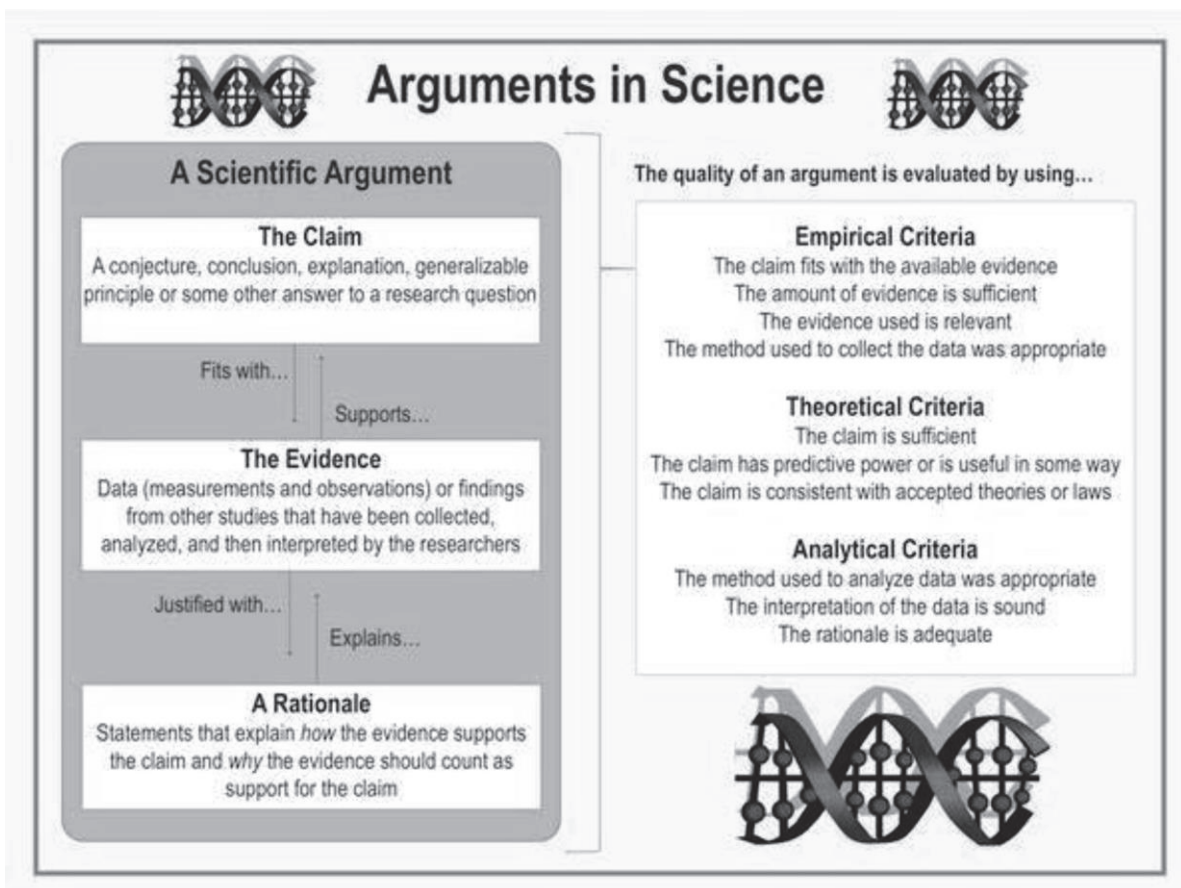 Arguments in Science
A Scientific Argument
The Claim
A conjecture, conclusion, explanation, generalizable
principle or some other answer to a research question
Fits with...
Supports...
The Evidence
Data (measurements and observations) or findings
from other studies that have been collected,
analyzed, and then interpreted by the researchers
Justified with...
Explains...
A Rationale
Statements that explain how the evidence supports
the claim and why the evidence should count as
support for the claim
The quality of an argument is evaluated by using...
Empirical Criteria
The claim fits with the available evidence
The amount of evidence is sufficient
The evidence used is relevant
The method used to collect the data was appropriate
Theoretical Criteria
The claim is sufficient
The claim has predictive power or is useful in some way
The claim is consistent with accepted theories or laws
Analytical Criteria
The method used to analyze data was appropriate
The interpretation of the data is sound
The rationale is adequate